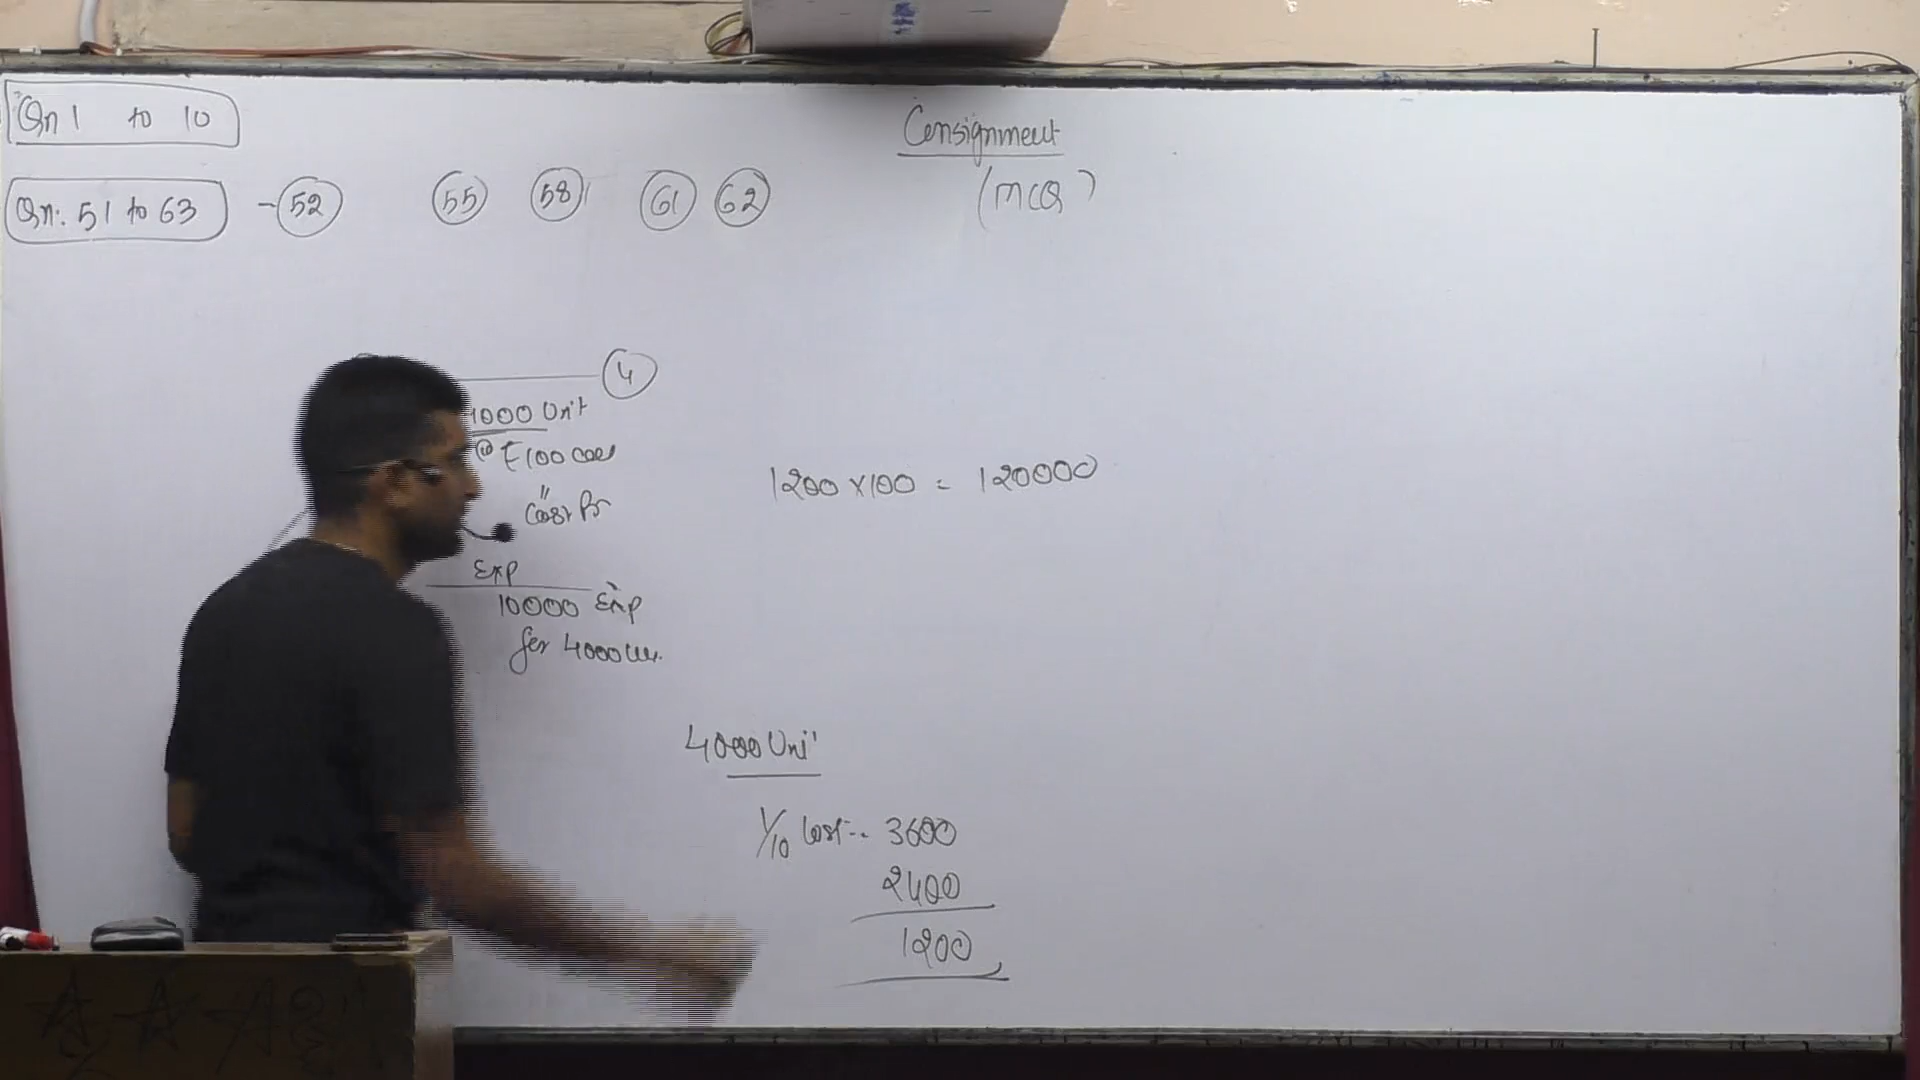 Qn 1 to 10
Consignment
(MCQ)
Qn: 51 to 63 - 52 55 58 61 62
4
1000 Unit
@ ₹100
Cost Pr
1200 x 100 = 120000
Exp
10000 Exp
for 4000 Un.
4000 Uni
1/10 Lost - 3600
2400
1200